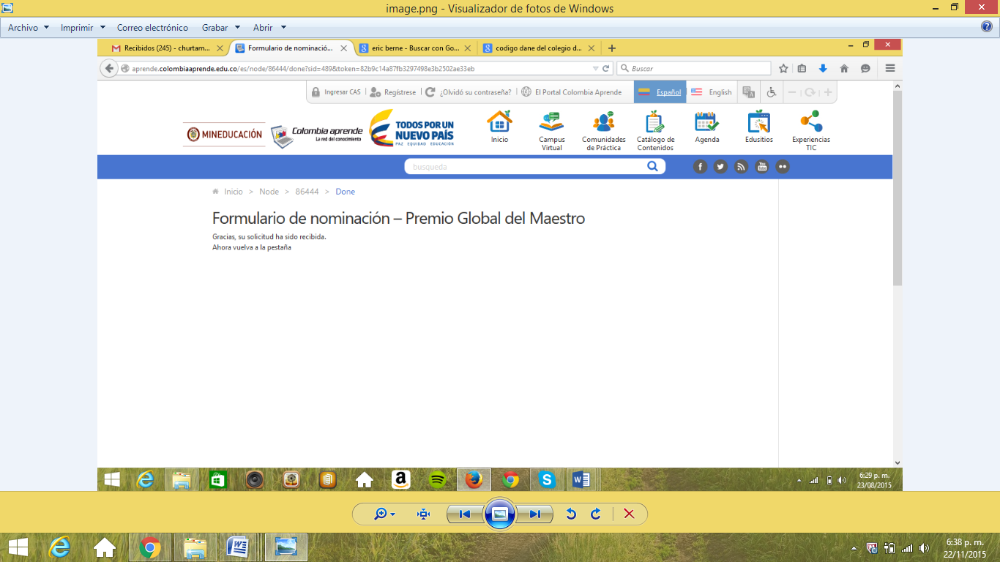 image.png - Visualizador de fotos de Windows
Archivo Imprimir Correo electrónico Grabar Abrir
Recibidos (245) - churtam... Formulario de nominació... eric berne - Buscar con Go... codigo dane del colegio d...
aprende.colombiaaprende.edu.co/es/node/86444/done?sid=489&token=82b9c14a87fb3297498e3b2502ae33eb Buscar
Ingresar CAS | Regístrese | ¿Olvidó su contraseña? | El Portal Colombia Aprende Español English
MINEDUCACIÓN
Colombia aprende
La red del conocimiento
TODOS POR UN
NUEVO PAÍS
PAZ EQUIDAD EDUCACIÓN
Inicio
Campus
Virtual
Comunidades
de Práctica
Catálogo de
Contenidos
Agenda
Edusitios
Experiencias
TIC
busqueda
You
Tube
Inicio > Node > 86444 > Done
Formulario de nominación – Premio Global del Maestro
Gracias, su solicitud ha sido recibida.
Ahora vuelva a la pestaña
6:29 p. m.
23/08/2015
6:38 p. m.
22/11/2015